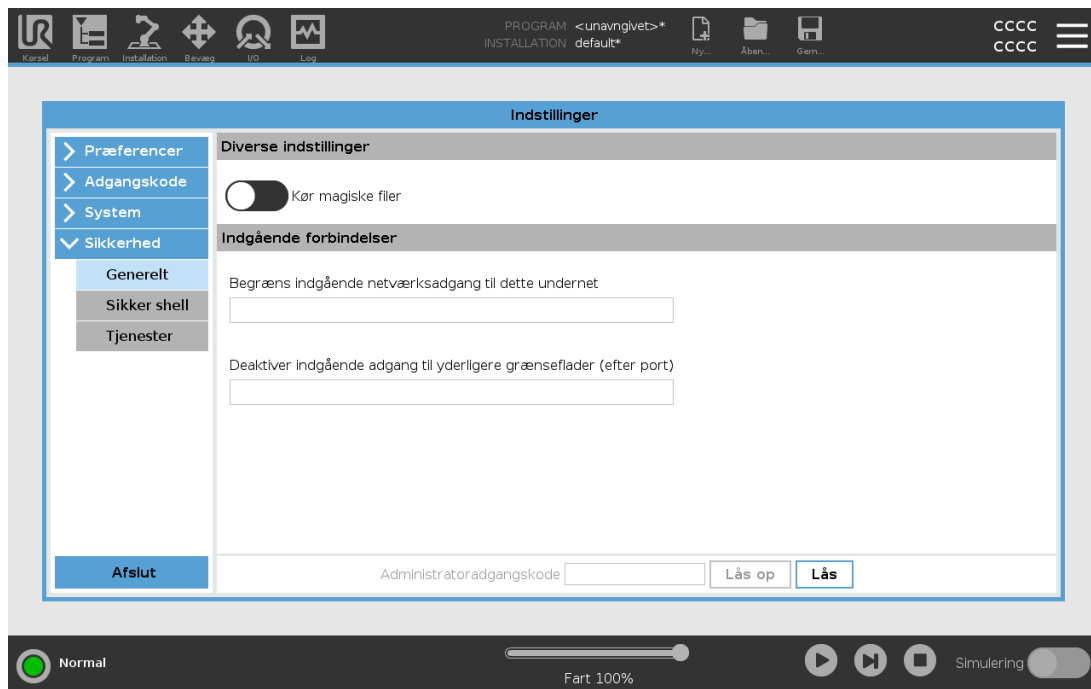 PROGRAM <unavngivet>*
INSTALLATION default*
CCCC
CCCC
Kørsel Program Installation Bevæg I/O Log Ny... Åben... Gem...
Indstillinger
Præferencer
Adgangskode
System
Sikkerhed
Generelt
Sikker shell
Tjenester
Afslut
Diverse indstillinger
Kør magiske filer
Indgående forbindelser
Begræns indgående netværksadgang til dette undernet
Deaktiver indgående adgang til yderligere grænseflader (efter port)
Administratoradgangskode Lås op Lås
Normal
Fart 100%
Simulering